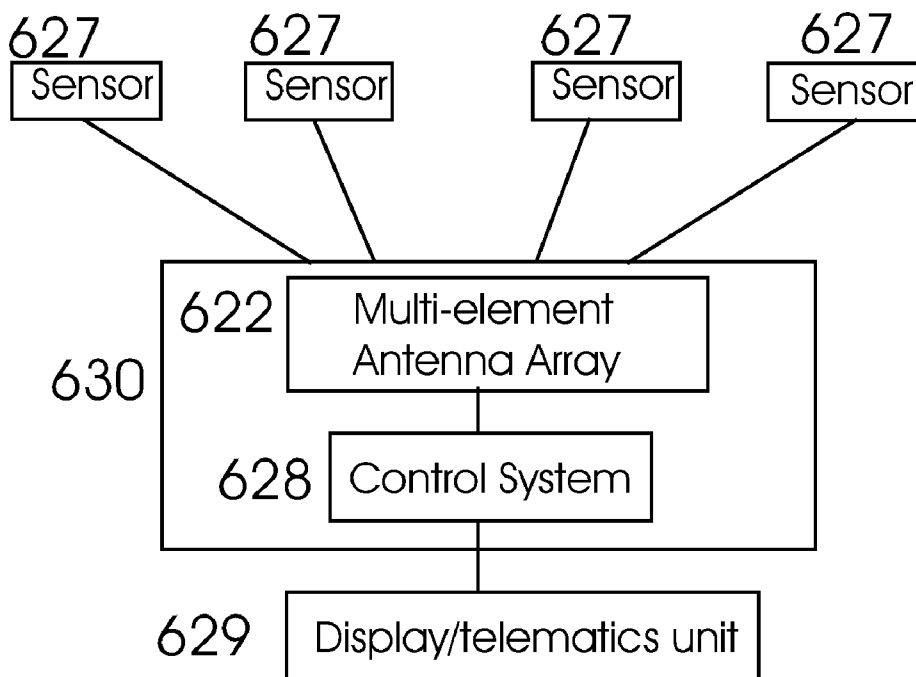 627 627 627 627
Sensor Sensor Sensor Sensor
622 Multi-element
Antenna Array
630
628 Control System
629 Display/telematics unit